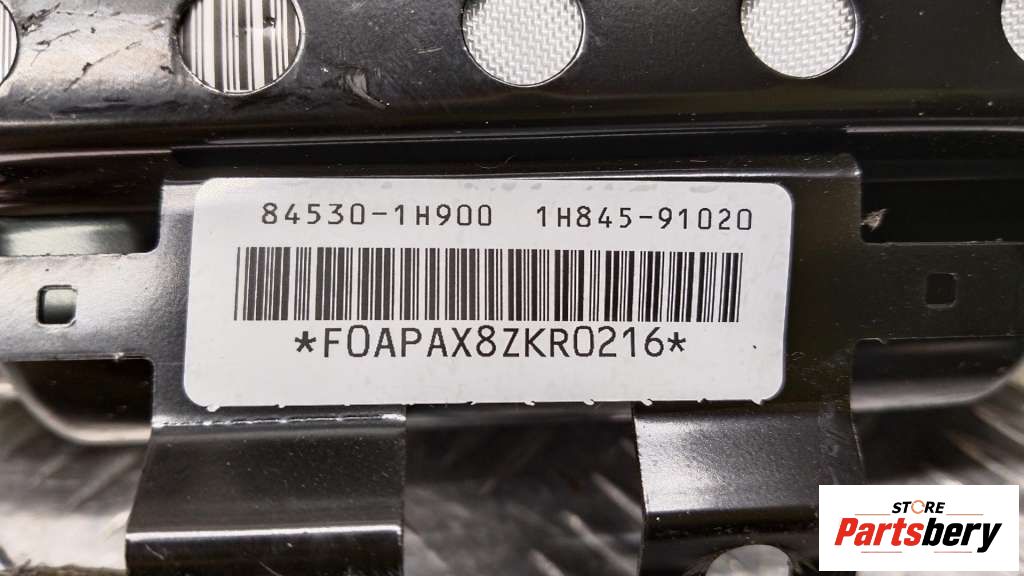 84530-1H900 1H845-91020
*F0APAX8ZKR0216*
STORE
Partsbery